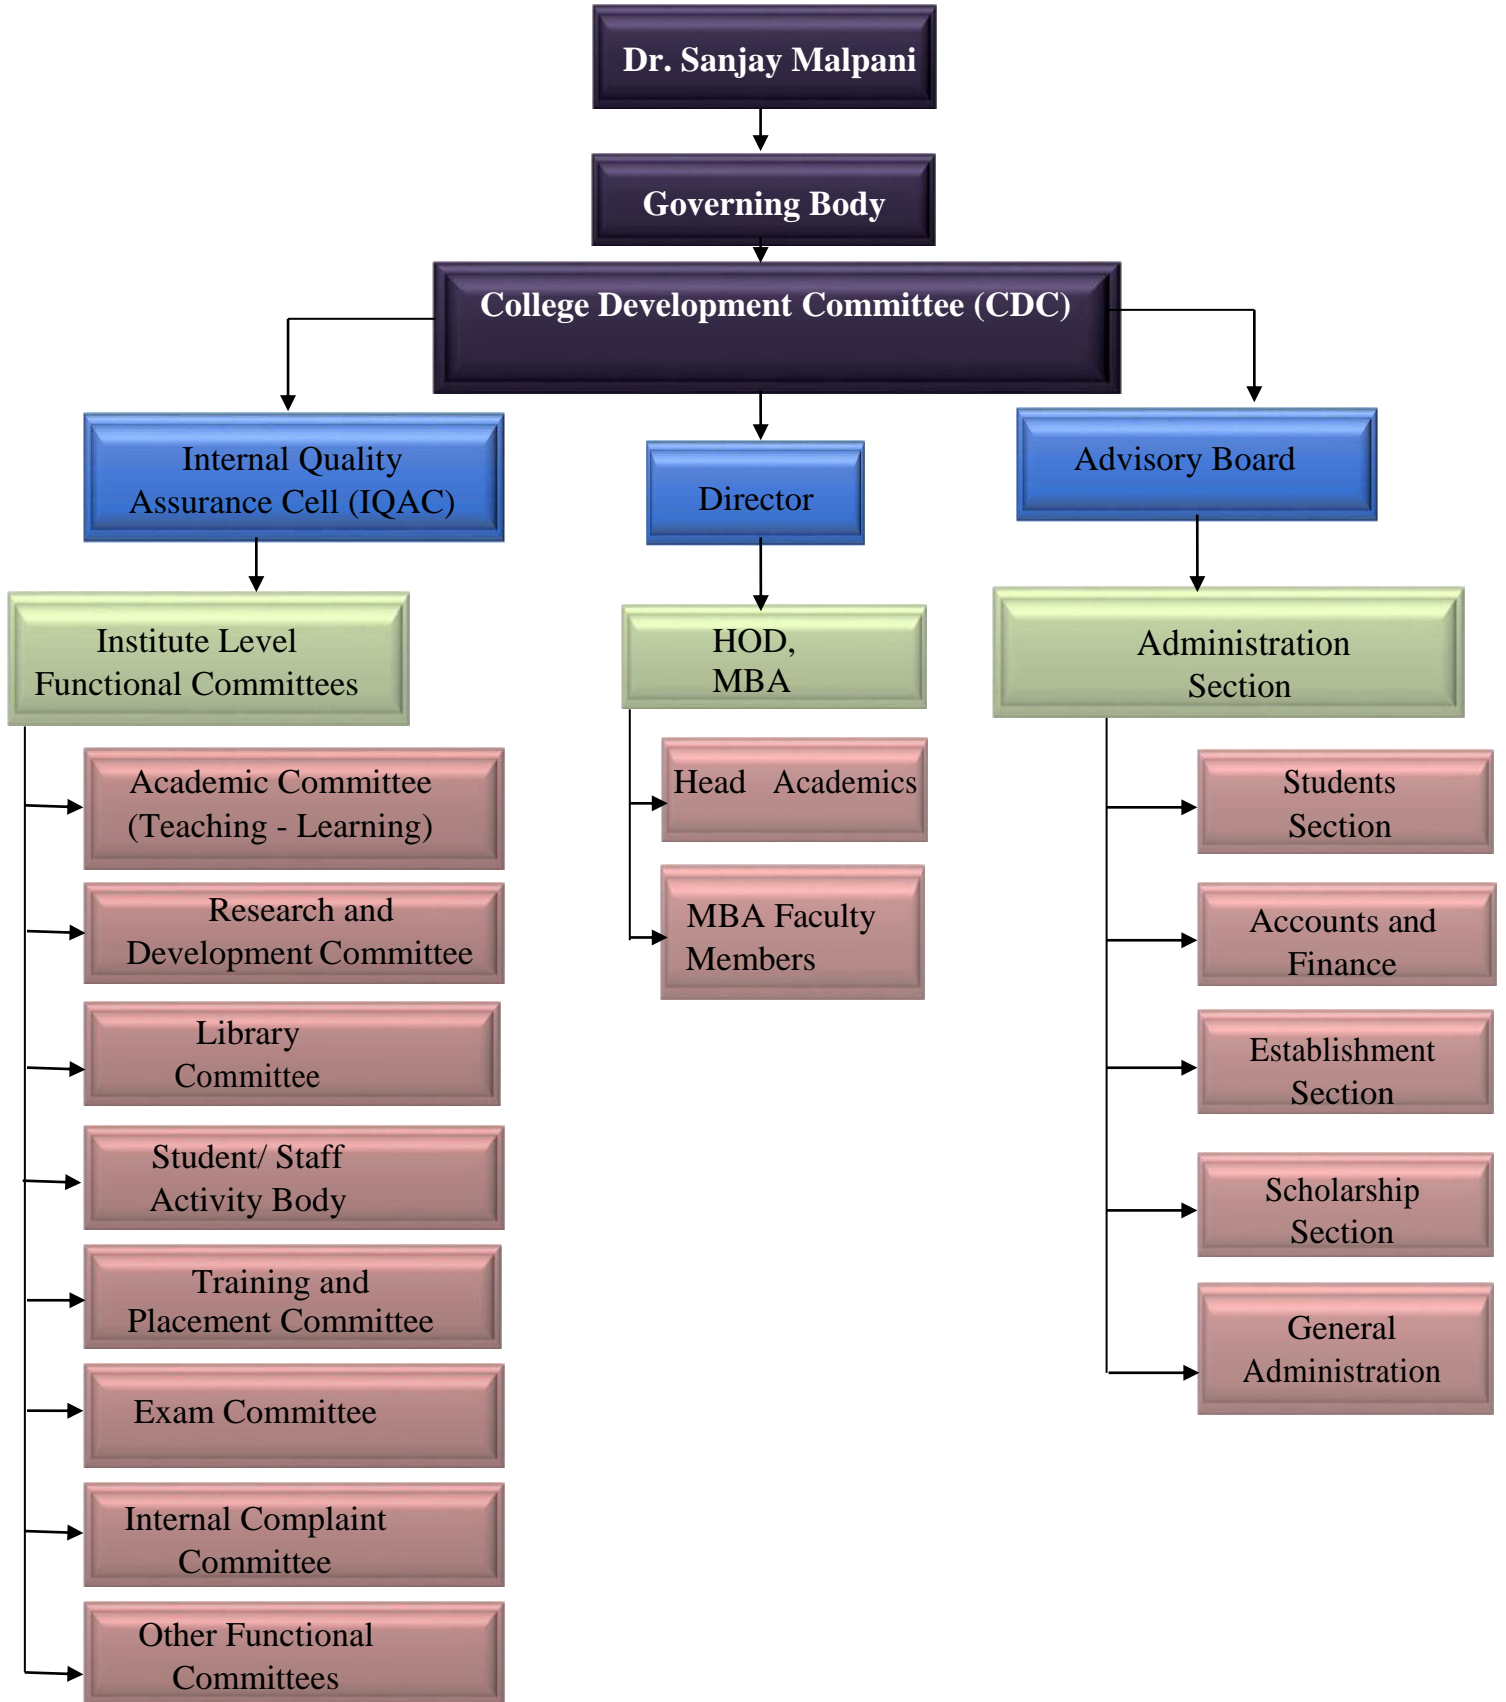 Dr. Sanjay Malpani
Governing Body
College Development Committee (CDC)
Internal Quality
Assurance Cell (IQAC)
Director
Advisory Board
Institute Level
Functional Committees
HOD,
MBA
Administration
Section
Academic Committee
(Teaching - Learning)
Research and
Development Committee
Library
Committee
Student/ Staff
Activity Body
Training and
Placement Committee
Exam Committee
Internal Complaint
Committee
Other Functional
Committees
Head Academics
MBA Faculty
Members
Students
Section
Accounts and
Finance
Establishment
Section
Scholarship
Section
General
Administration